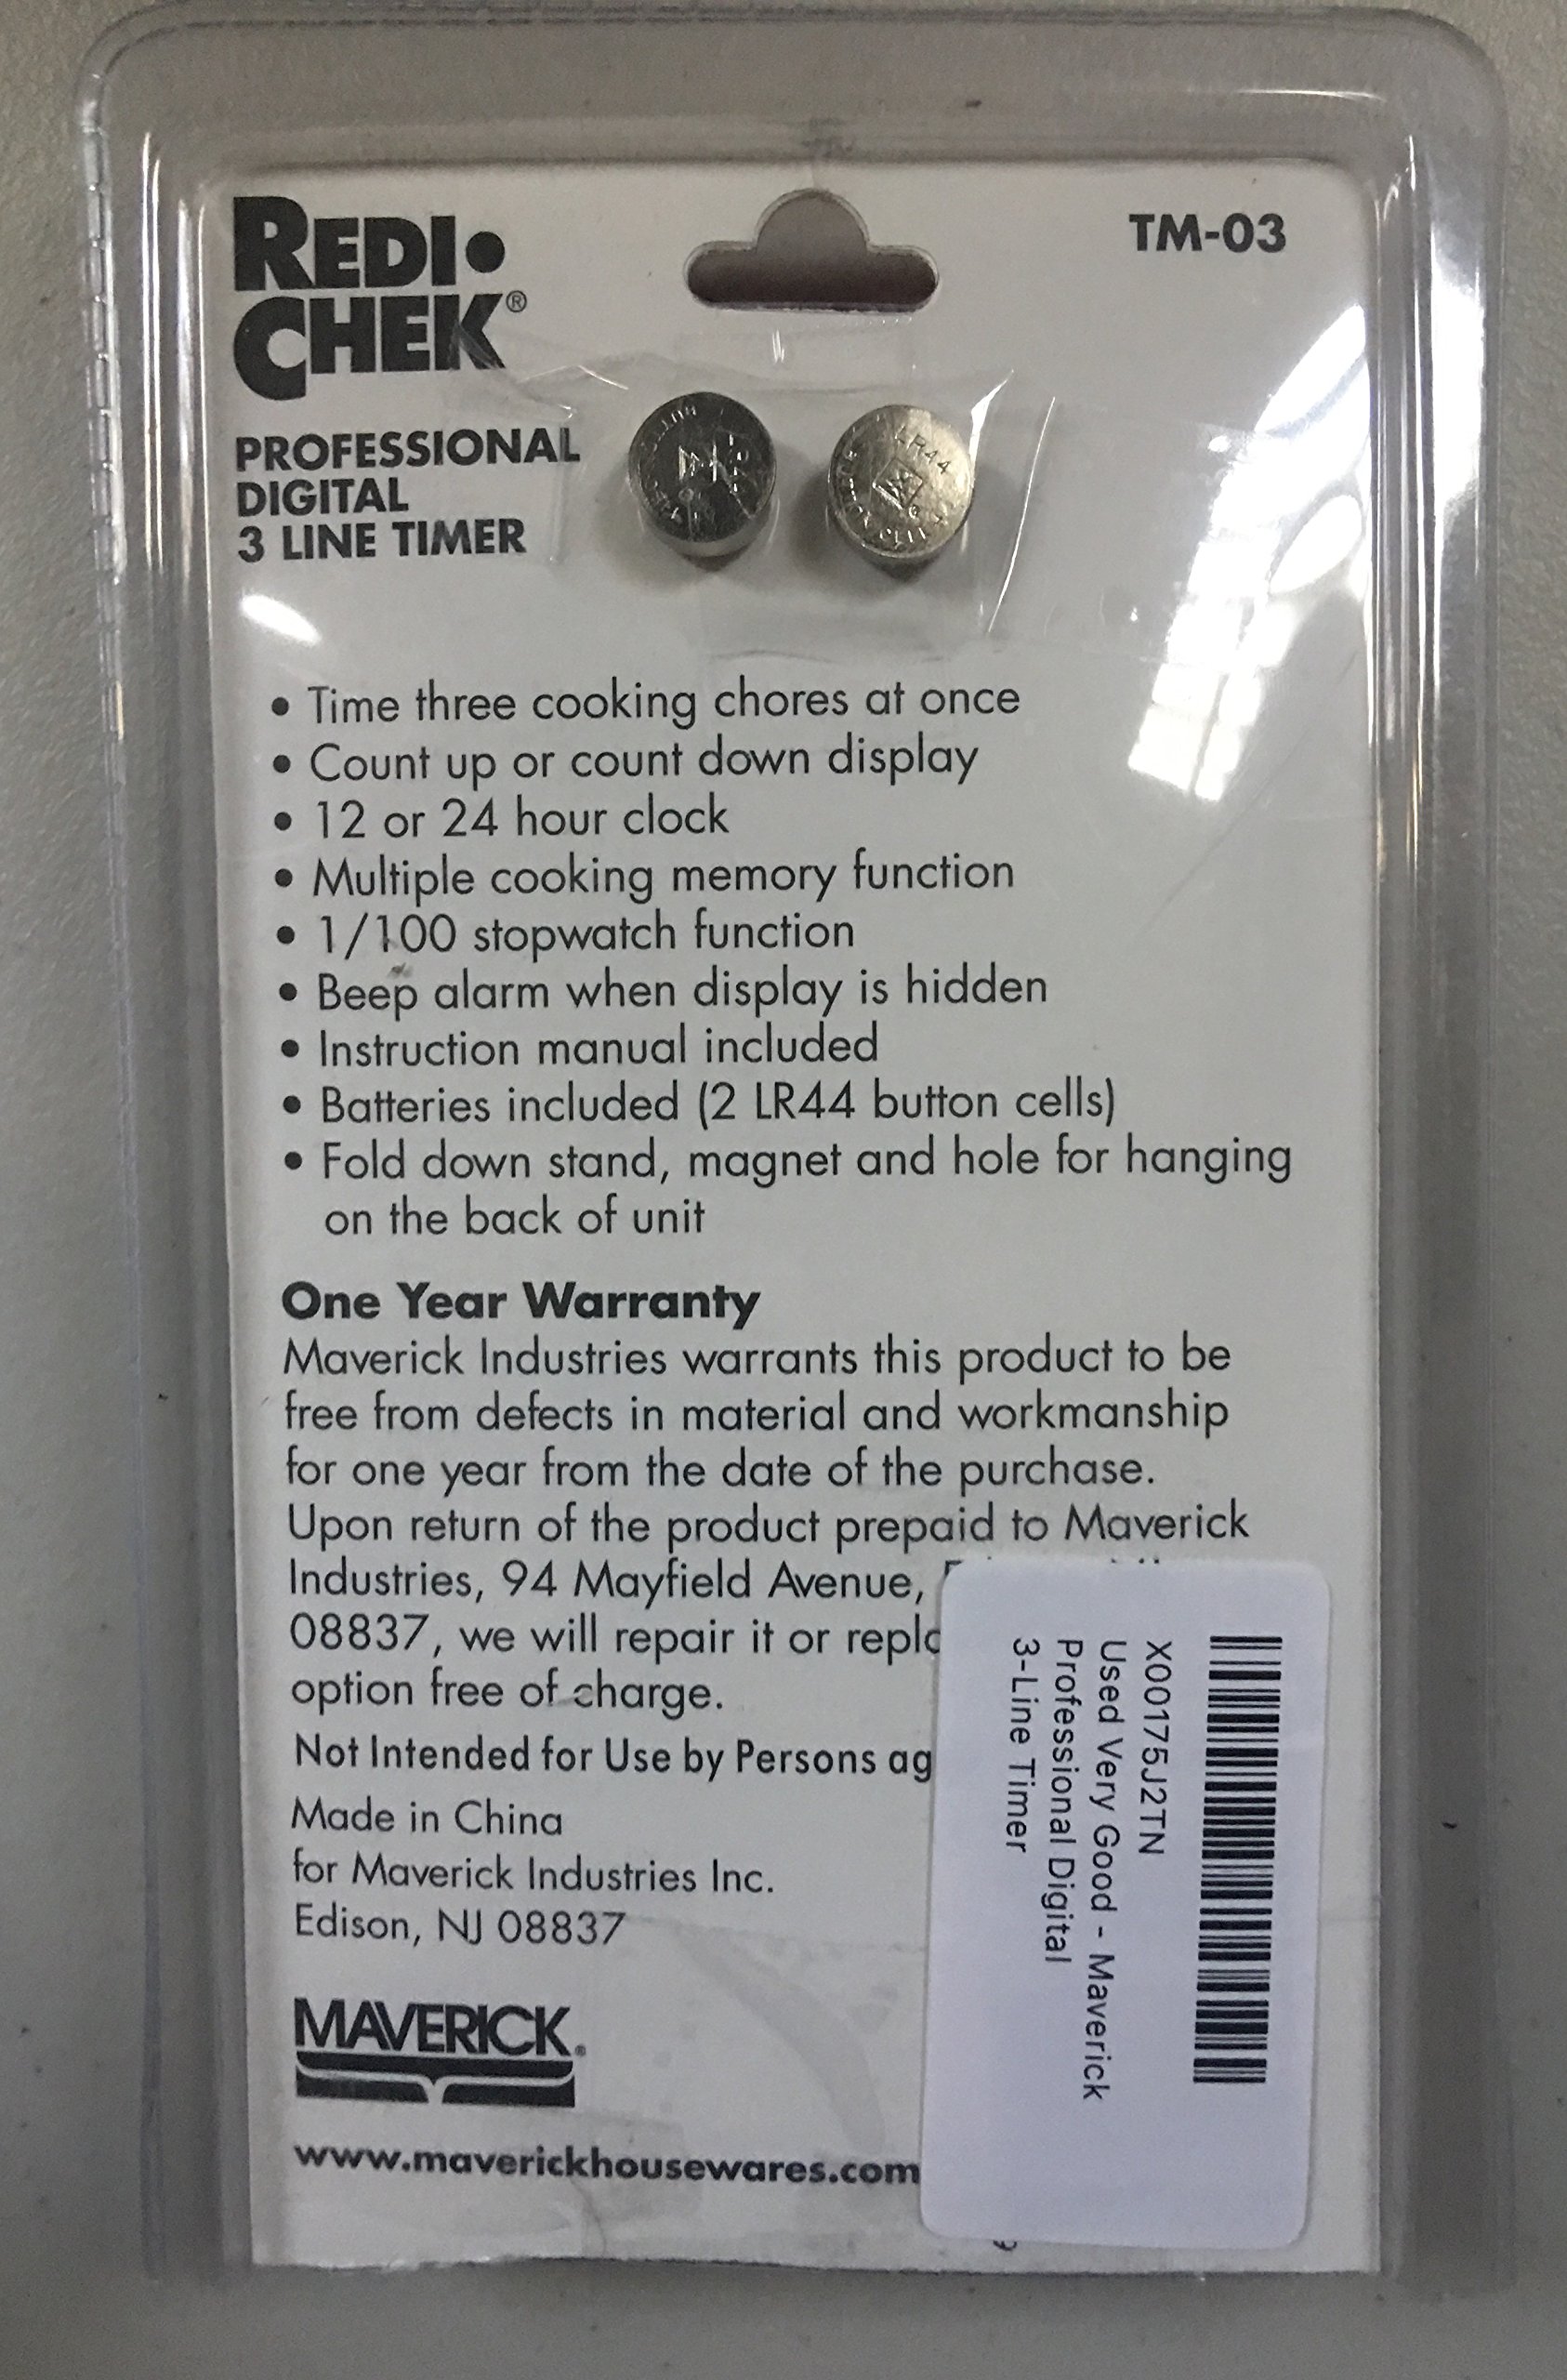 REDI•
CHEK®
TM-03
PROFESSIONAL
DIGITAL
3 LINE TIMER
LR44
• Time three cooking chores at once
• Count up or count down display
• 12 or 24 hour clock
• Multiple cooking memory function
• 1/100 stopwatch function
• Beep alarm when display is hidden
• Instruction manual included
• Batteries included (2 LR44 button cells)
• Fold down stand, magnet and hole for hanging
on the back of unit
One Year Warranty
Maverick Industries warrants this product to be
free from defects in material and workmanship
for one year from the date of the purchase.
Upon return of the product prepaid to Maverick
Industries, 94 Mayfield Avenue,
08837, we will repair it or
option free of charge.
Not Intended for Use by Persons
Made in China
for Maverick Industries Inc.
Edison, NJ 08837
MAVERICK®
www.maverickhousewares.com
X00175J2TN
Used Very Good - Maverick
Professional Digital
3-Line Timer